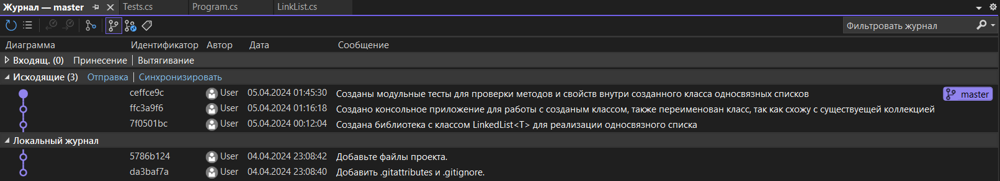 Журнал — master Tests.cs Program.cs LinkList.cs
Фильтровать журнал
Диаграмма Идентификатор Автор Дата Сообщение
Входящ. (0) Принесение | Вытягивание
Исходящие (3) Отправка | Синхронизировать
ceffce9c User 05.04.2024 01:45:30 Созданы модульные тесты для проверки методов и свойств внутри созданного класса односвязных списков master
ffc3a9f6 User 05.04.2024 01:16:18 Создано консольное приложение для работы с созданым классом, также переименован класс, так как схожу с существуещей коллекцией
7f0501bc User 05.04.2024 00:12:04 Создана библиотека с классом LinkedList<T> для реализации односвязного списка
Локальный журнал
5786b124 User 04.04.2024 23:08:42 Добавьте файлы проекта.
da3baf7a User 04.04.2024 23:08:40 Добавить .gitattributes и .gitignore.